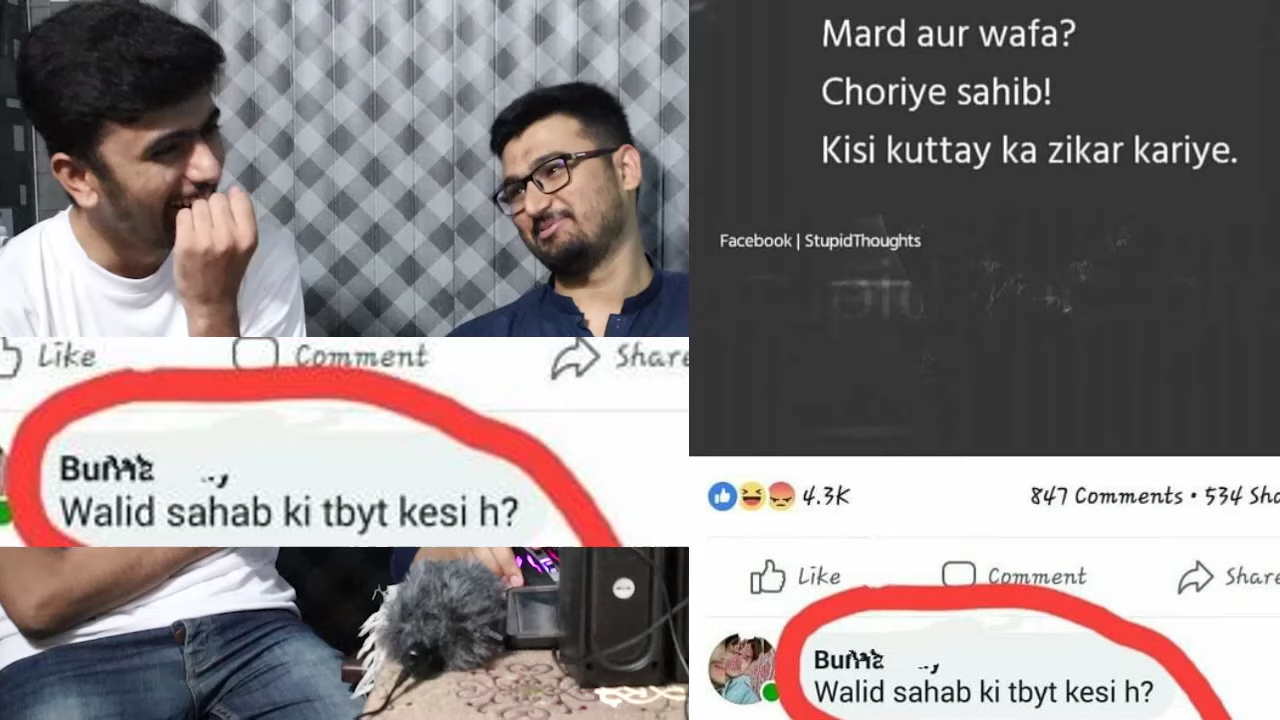 Mard aur wafa?
Choriye sahib!
Kisi kuttay ka zikar kariye.
Facebook | StupidThoughts
4.3K
847 Comments • 534 Sha
Like Comment Share
Walid sahab ki tbyt kesi h?
Like Comment Share
Walid sahab ki tbyt kesi h?